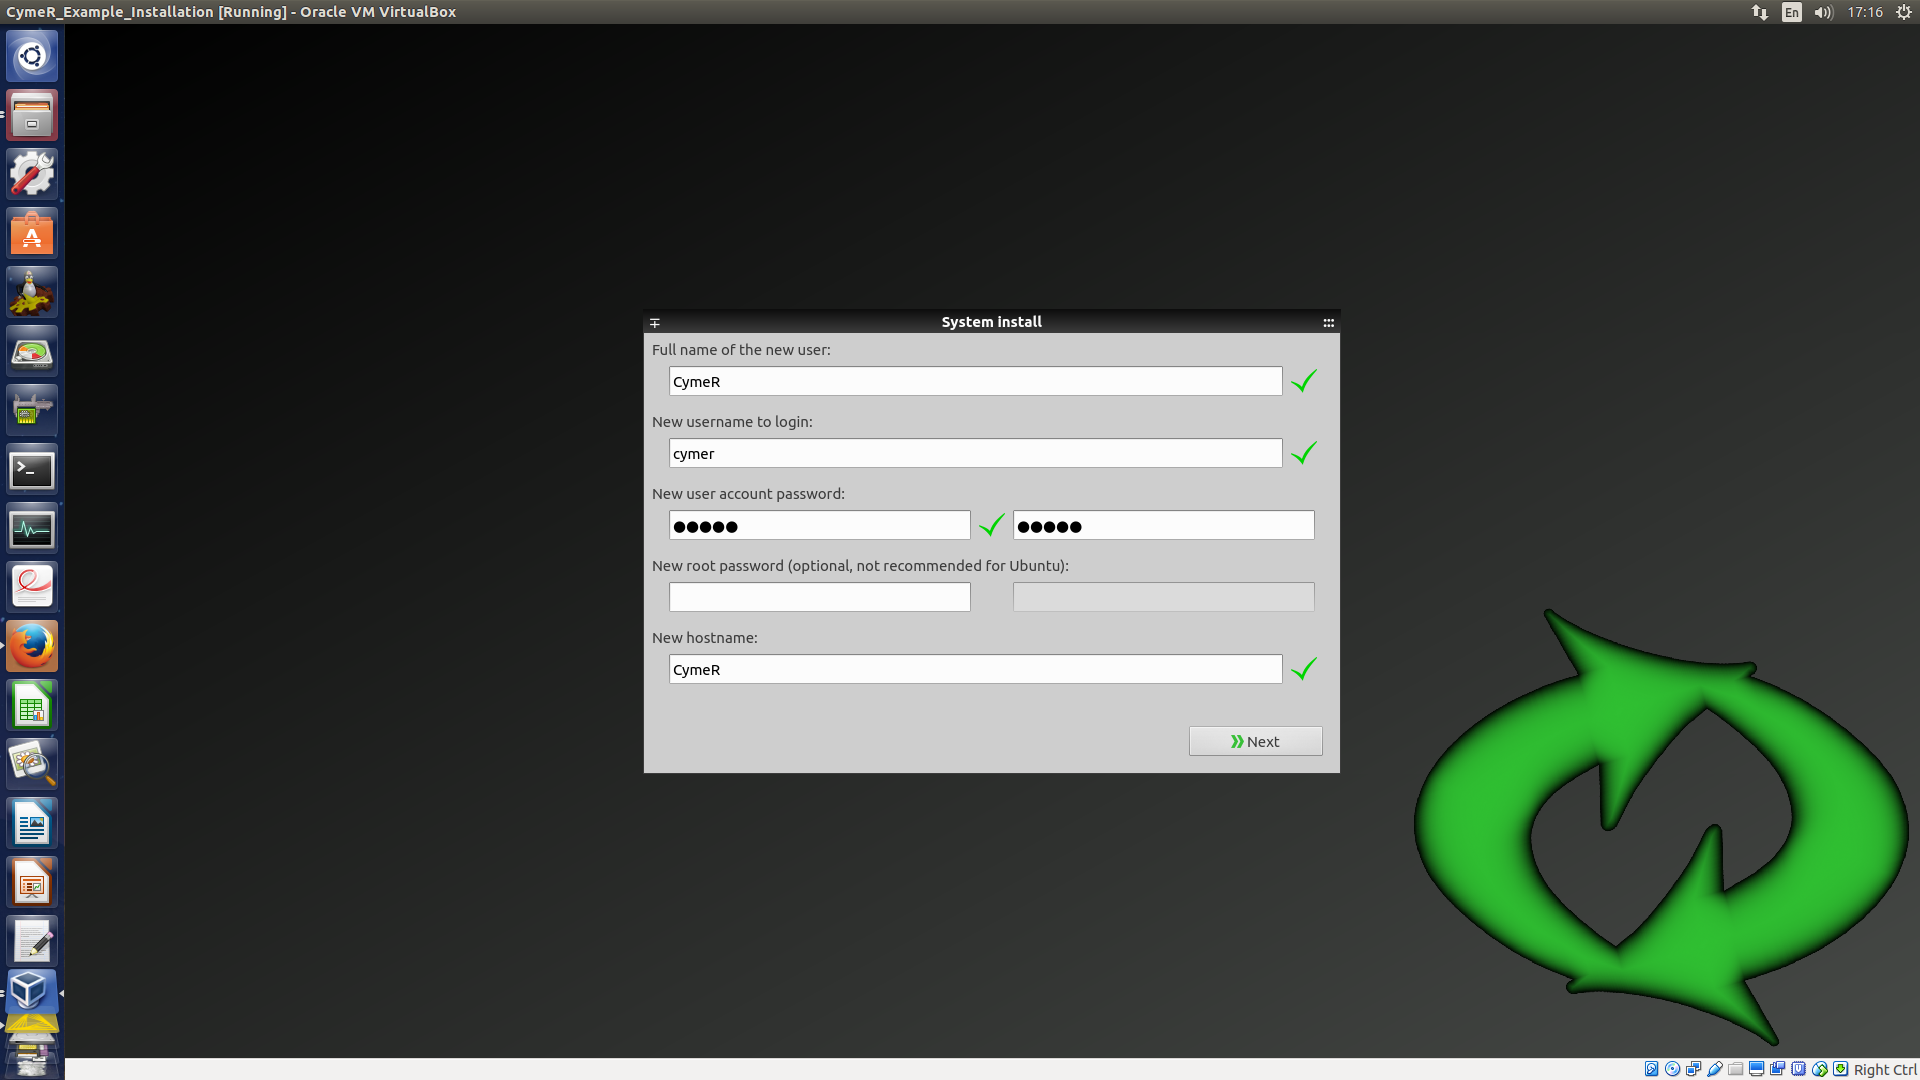 CymeR_Example_Installation [Running] - Oracle VM VirtualBox
En
17:16
System install
Full name of the new user:
CymeR
New username to login:
cymer
New user account password:
●●●●● ●●●●●
New root password (optional, not recommended for Ubuntu):
New hostname:
CymeR
Next
Right Ctrl